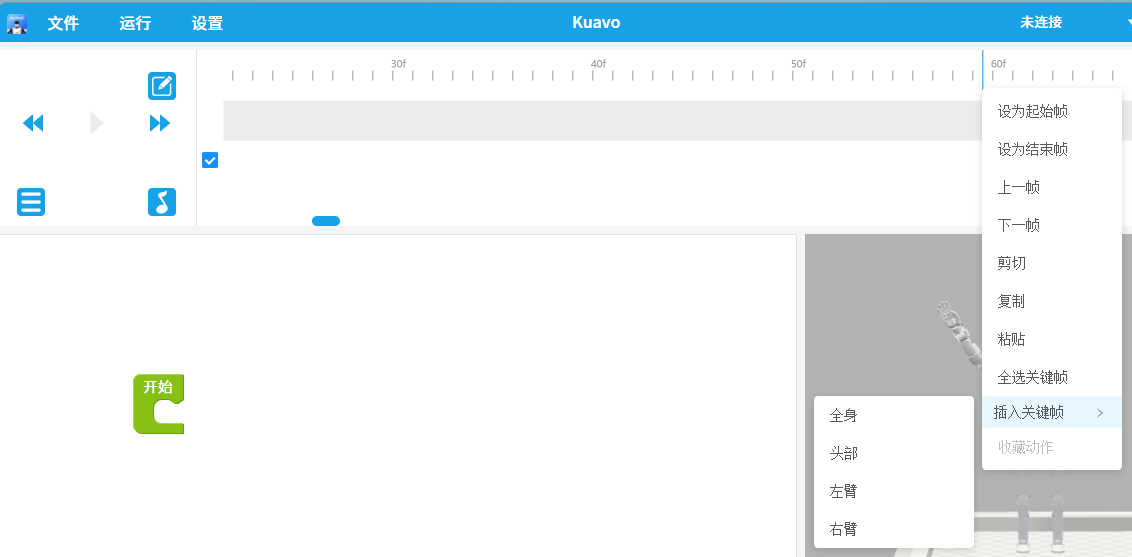 文件 运行 设置 Kuavo 未连接
30f 40f 50f 60f
设为起始帧
设为结束帧
上一帧
下一帧
剪切
复制
粘贴
全选关键帧
插入关键帧
收藏动作
开始
全身
头部
左臂
右臂